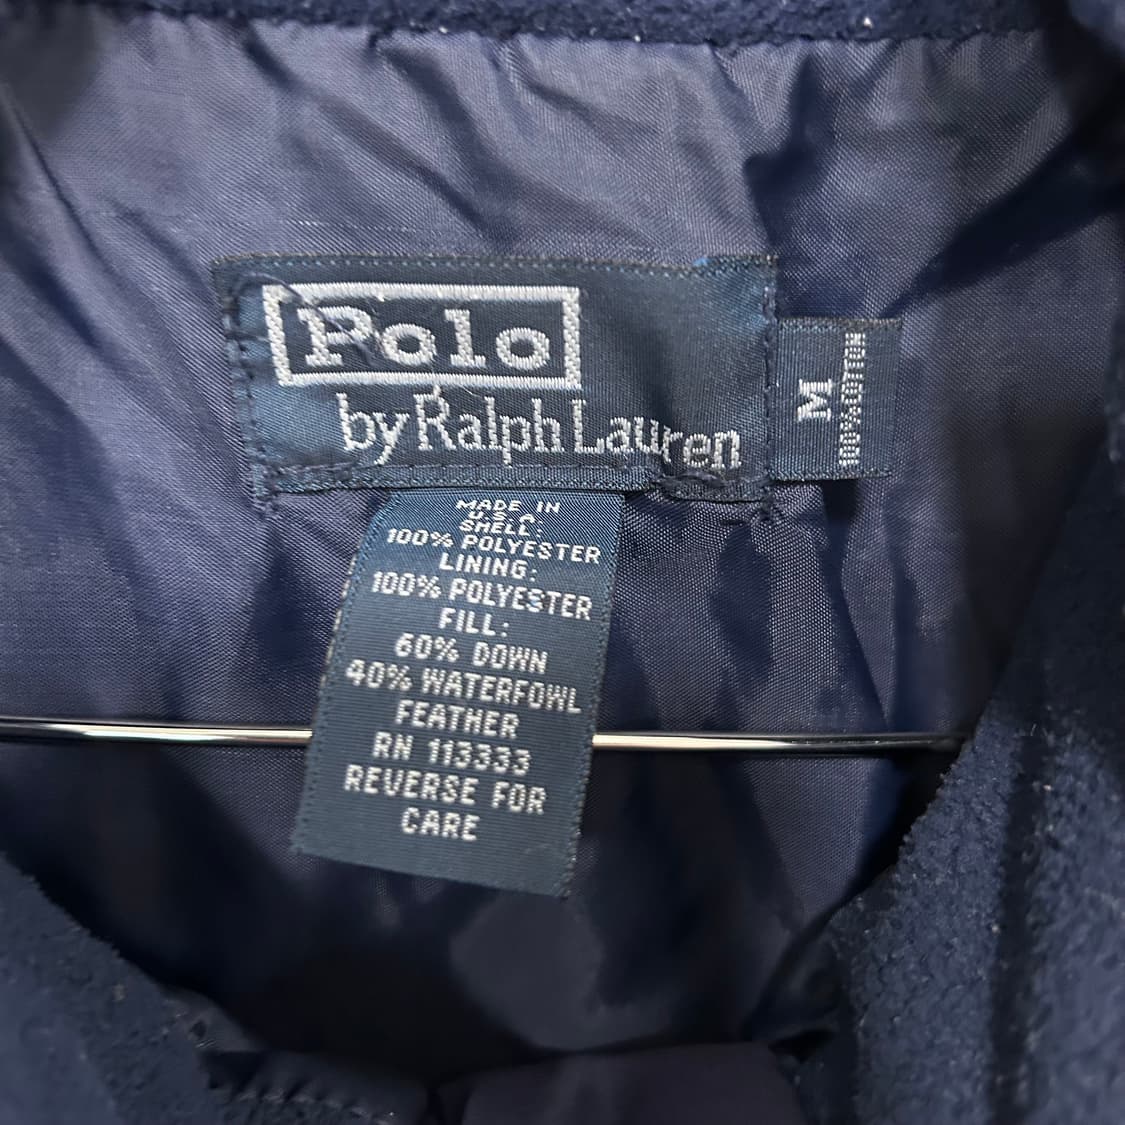 Polo
by Ralph Lauren
M
100% COTTON
MADE IN
U.S.A.
SHELL:
100% POLYESTER
LINING:
100% POLYESTER
FILL:
60% DOWN
40% WATERFOWL
FEATHER
RN 113333
REVERSE FOR
CARE